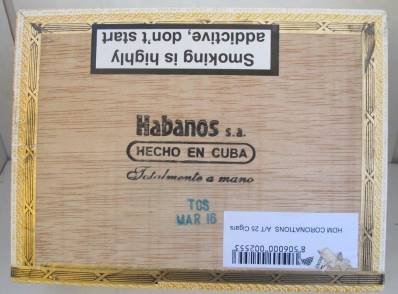 Smoking is highly
addictive, don't start
Habanos s.a.
HECHO EN CUBA
Totalmente a mano
TOS
MAR 16
HDM CORONATIONS A/T 25 Cigars
8 506000 002553